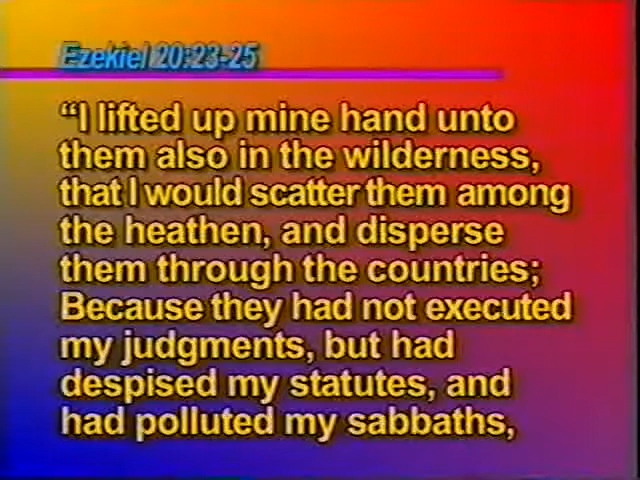 Ezekiel 20:23-25
“I lifted up mine hand unto
them also in the wilderness,
that I would scatter them among
the heathen, and disperse
them through the countries;
Because they had not executed
my judgments, but had
despised my statutes, and
had polluted my sabbaths,